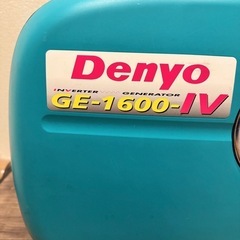 Denyo
INVERTER GENERATOR
GE-1600-IV